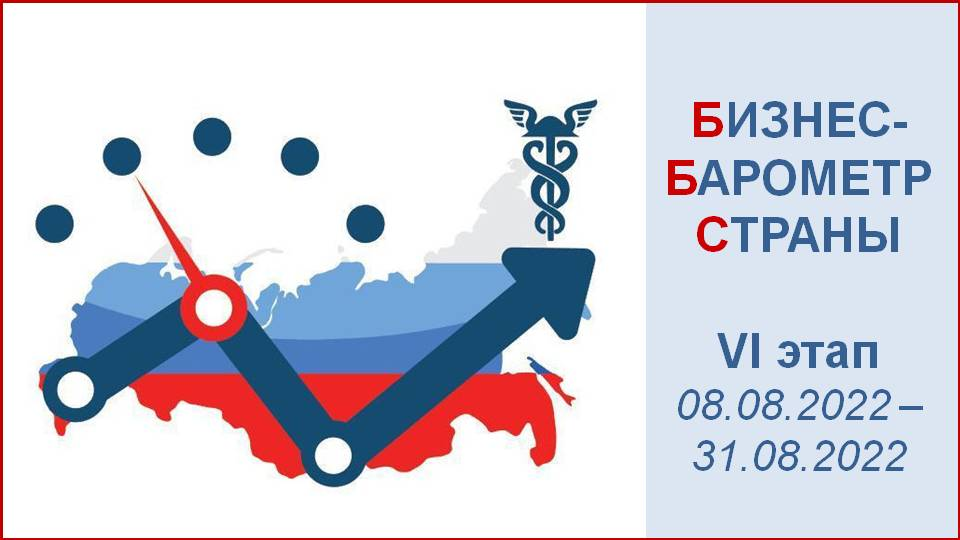 БИЗНЕС-
БАРОМЕТР
СТРАНЫ
VI этап
08.08.2022 –
31.08.2022